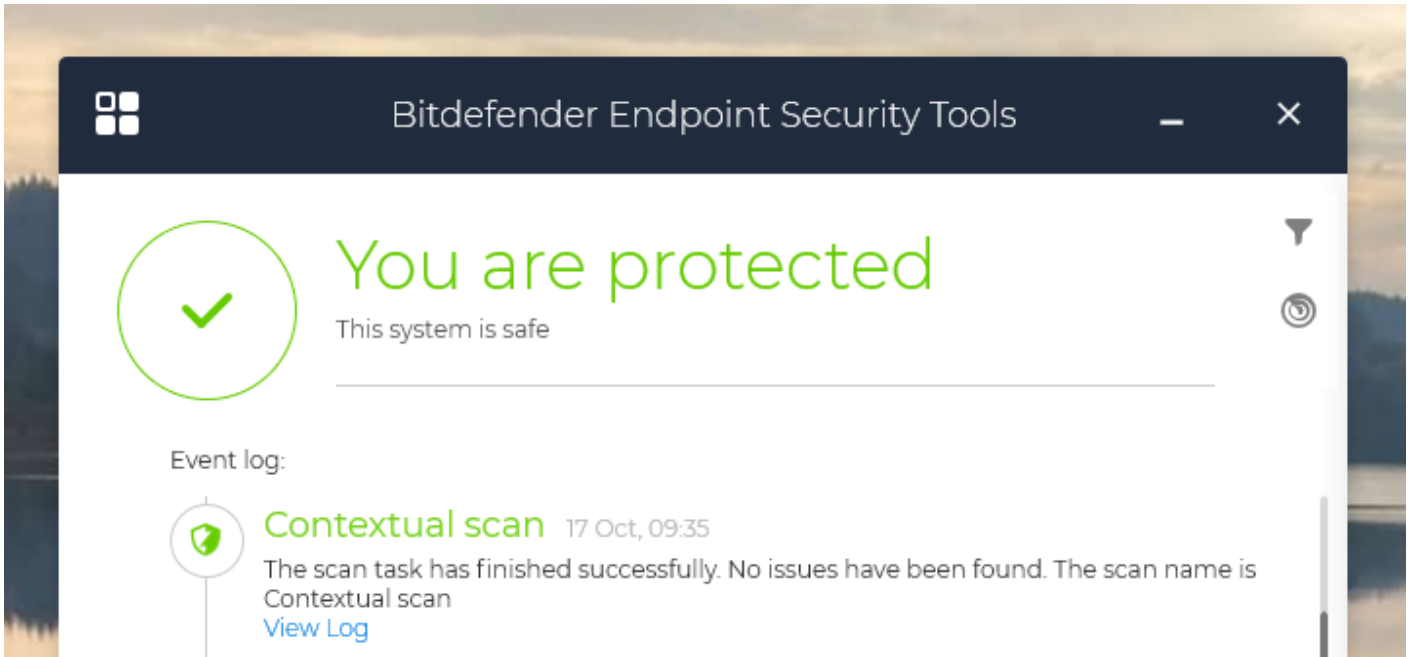 Bitdefender Endpoint Security Tools
You are protected
This system is safe
Event log:
Contextual scan 17 Oct, 09:35
The scan task has finished successfully. No issues have been found. The scan name is
Contextual scan
View Log